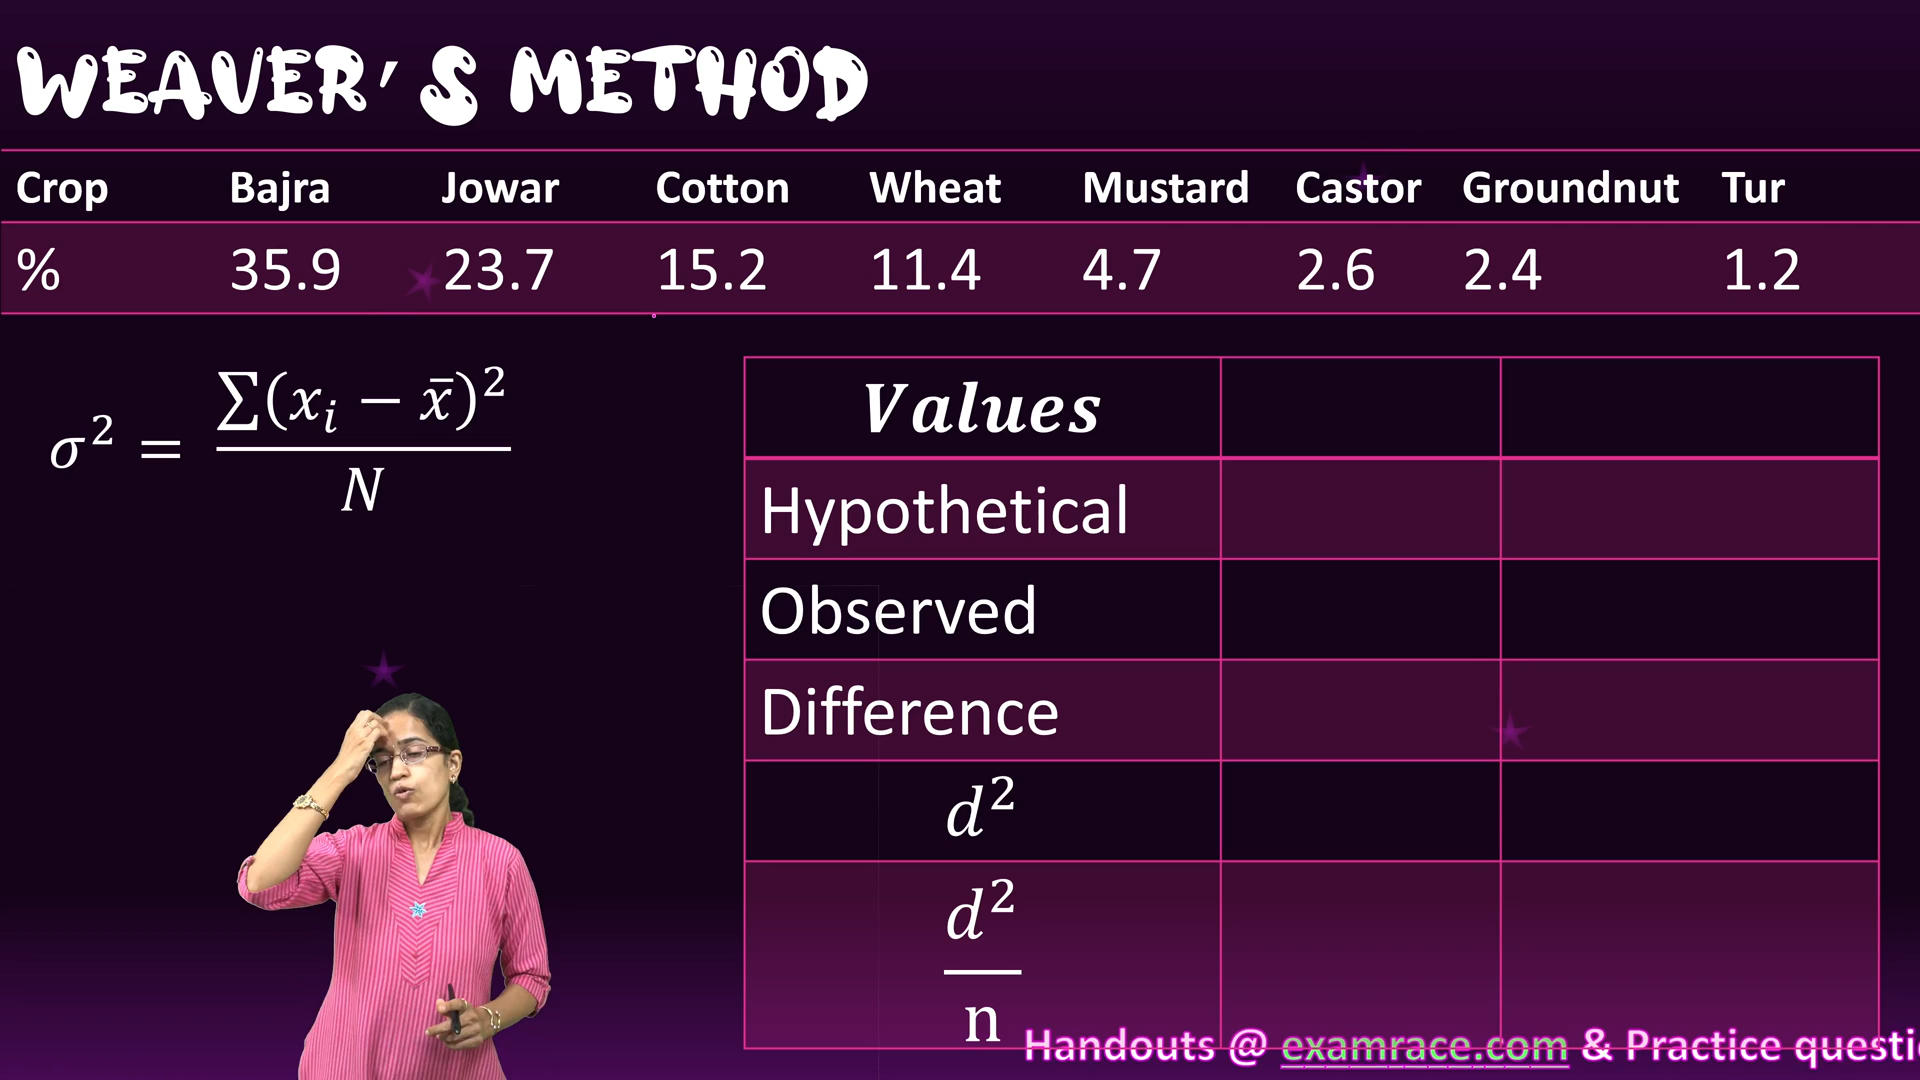 WEAVER'S METHOD
Crop Bajra Jowar Cotton Wheat Mustard Castor Groundnut Tur
% 35.9 23.7 15.2 11.4 4.7 2.6 2.4 1.2
σ² = ∑(xᵢ − x̄)² / N
Values
Hypothetical
Observed
Difference
d²
d² / n
Handouts @ examrace.com & Practice questi